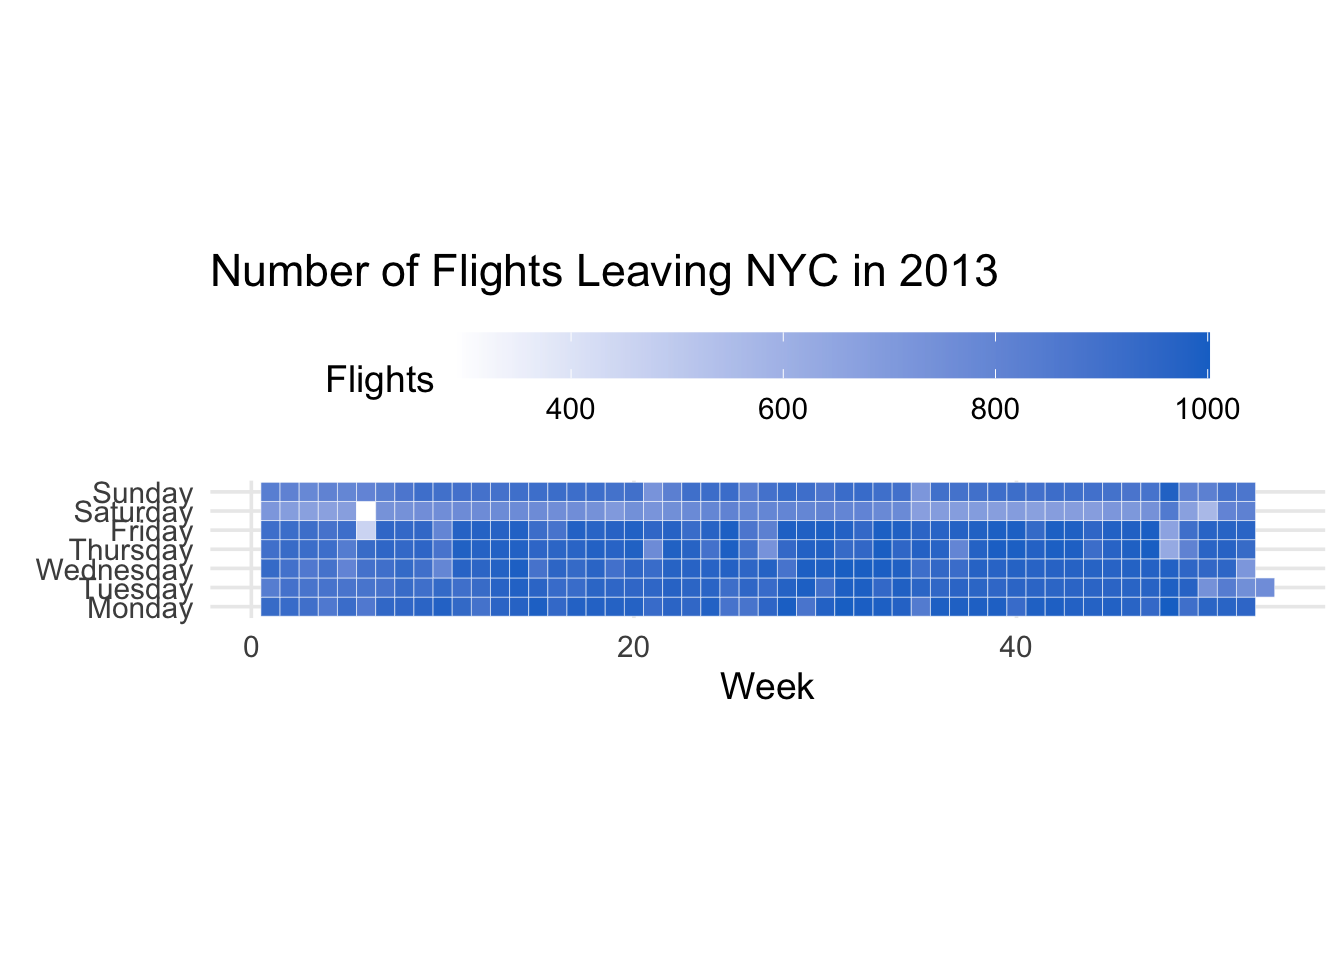 Number of Flights Leaving NYC in 2013
Flights
400 600 800 1000
Sunday
Saturday
Friday
Thursday
Wednesday
Tuesday
Monday
0 20 40
Week